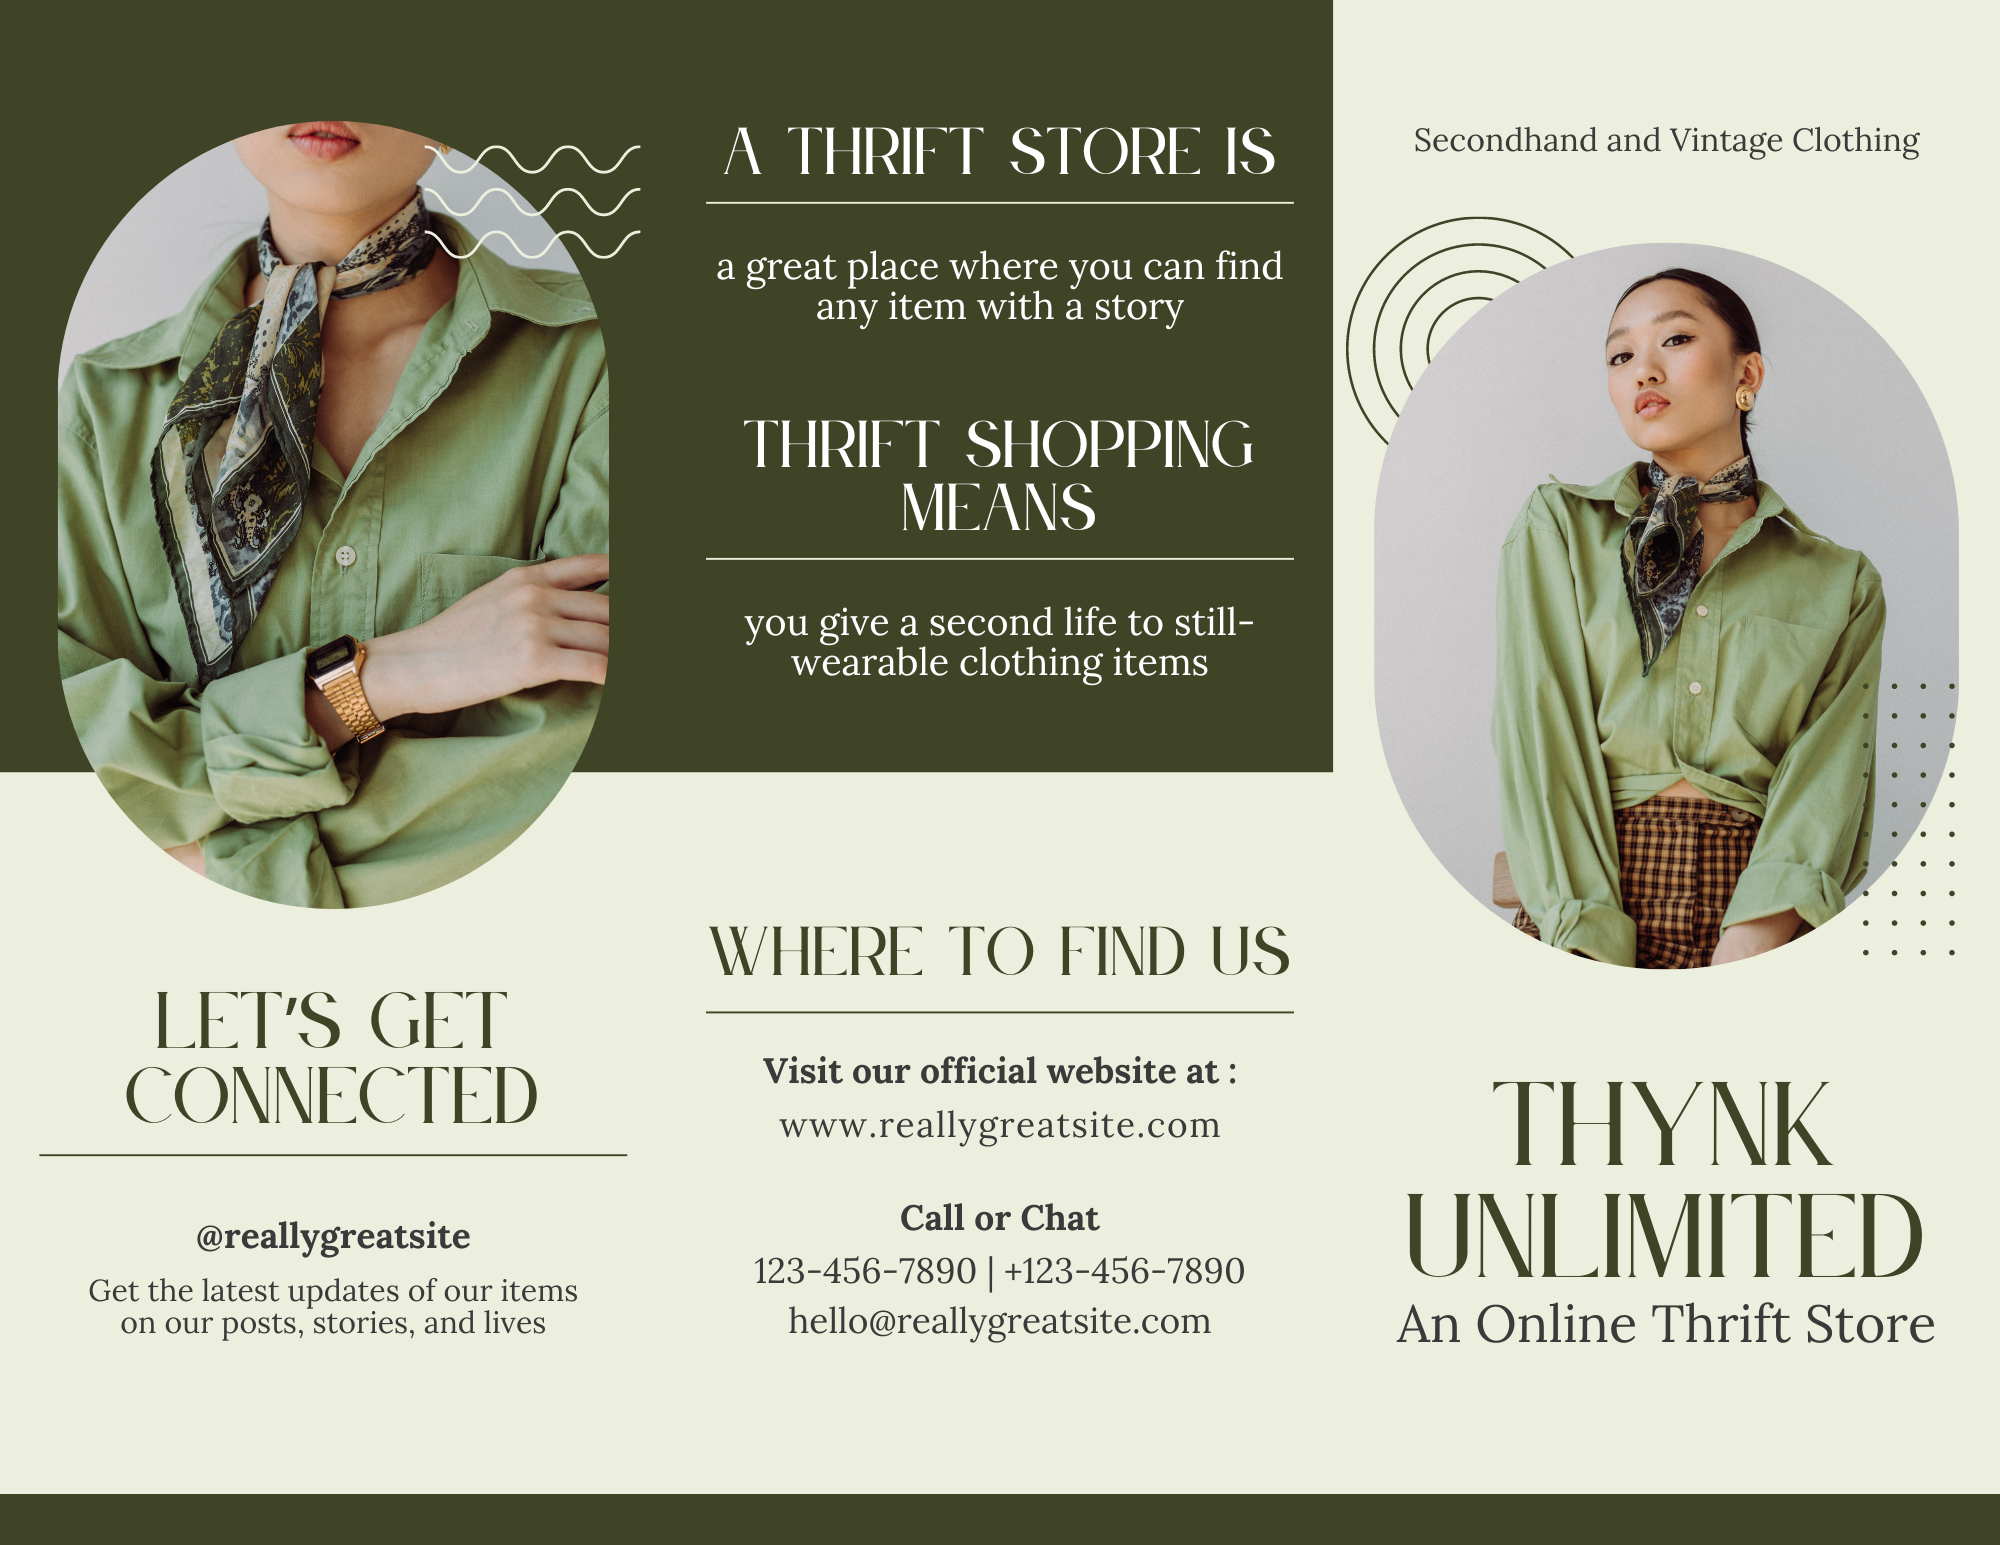 LET'S GET
CONNECTED
@reallygreatsite
Get the latest updates of our items
on our posts, stories, and lives
A THRIFT STORE IS
a great place where you can find
any item with a story
THRIFT SHOPPING
MEANS
you give a second life to still-
wearable clothing items
WHERE TO FIND US
Visit our official website at :
www.reallygreatsite.com
Call or Chat
123-456-7890 | +123-456-7890
hello@reallygreatsite.com
Secondhand and Vintage Clothing
THYNK
UNLIMITED
An Online Thrift Store